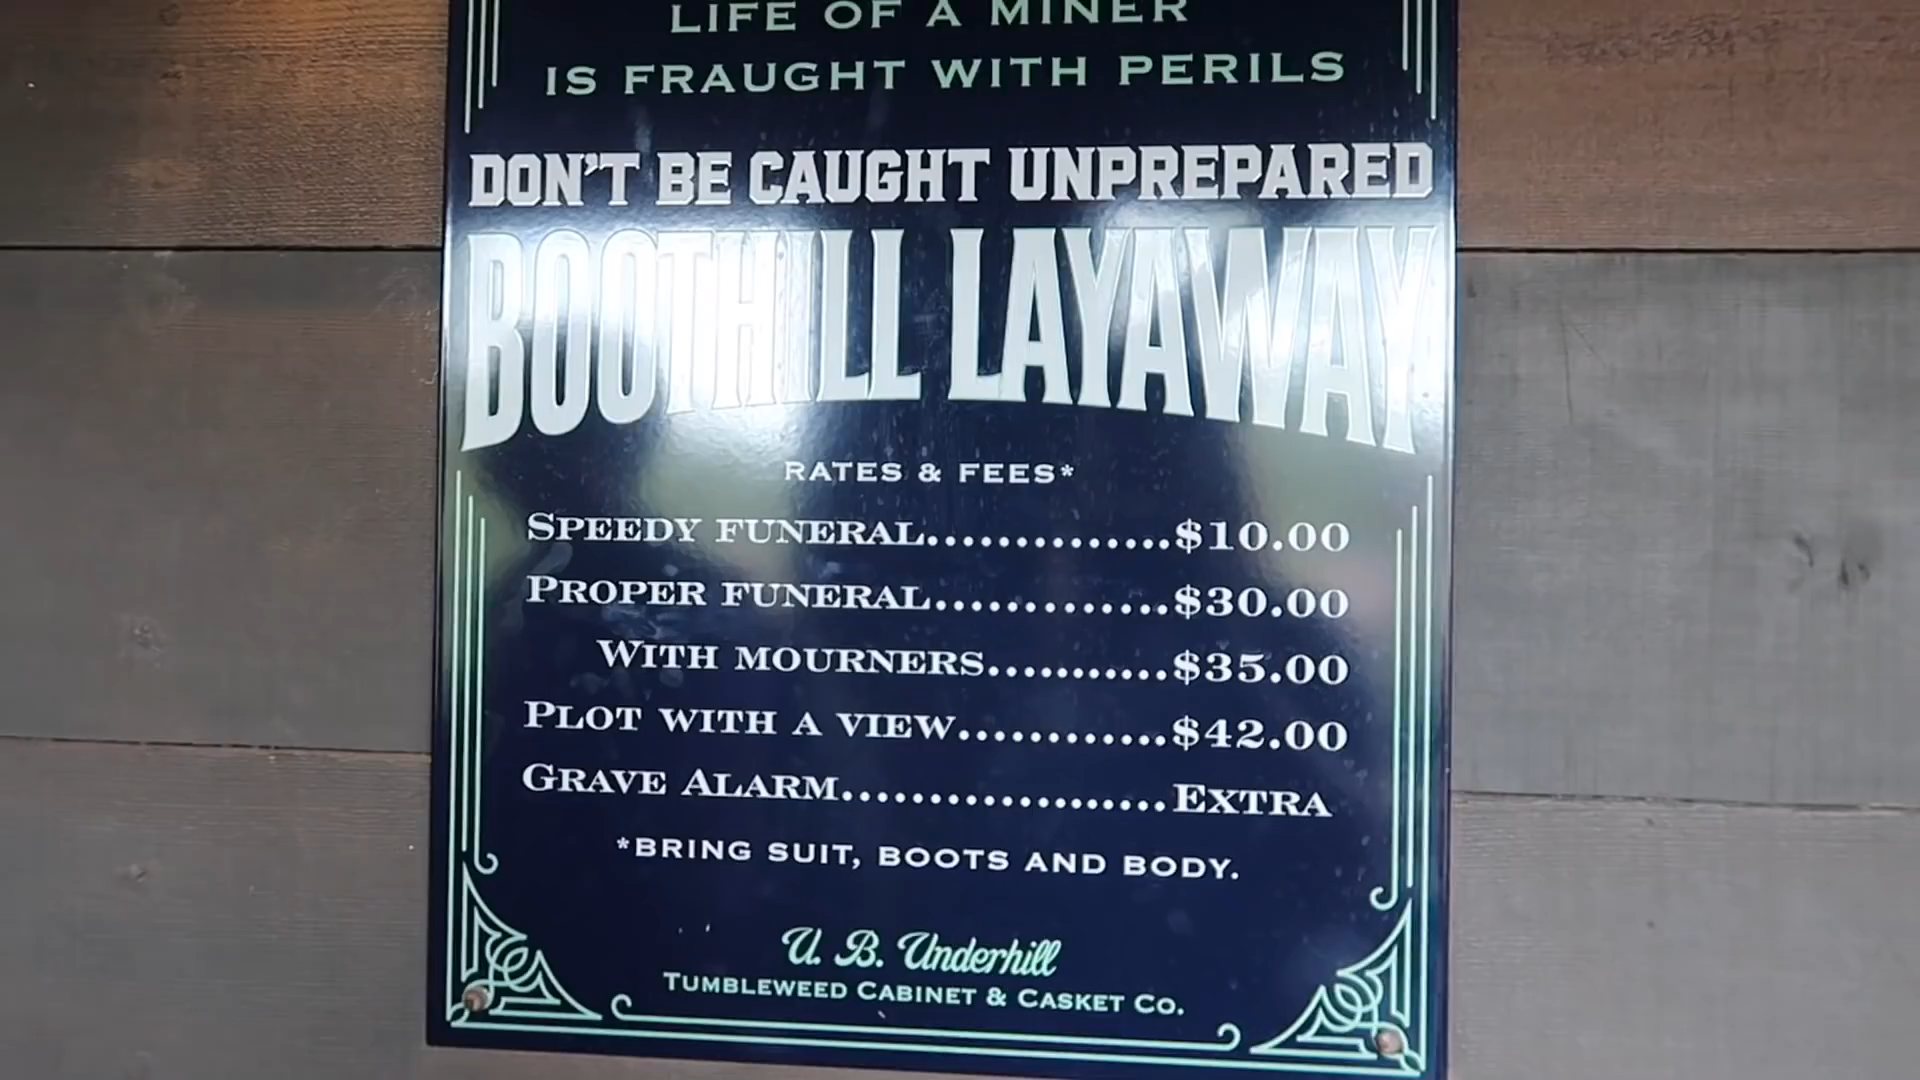 LIFE OF A MINER
IS FRAUGHT WITH PERILS
DON'T BE CAUGHT UNPREPARED
BOOTHILL LAYAWAY
RATES & FEES*
SPEEDY FUNERAL..............$10.00
PROPER FUNERAL.............$30.00
WITH MOURNERS...........$35.00
PLOT WITH A VIEW............$42.00
GRAVE ALARM...................EXTRA
*BRING SUIT, BOOTS AND BODY.
U. B. Underhill
TUMBLEWEED CABINET & CASKET CO.